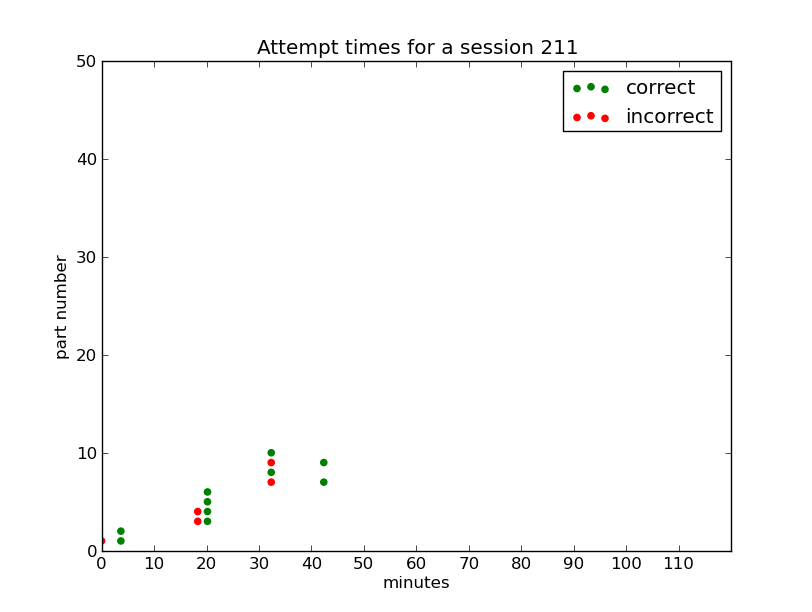 Attempt times for a session 211
correct
incorrect
50
40
30
20
10
0
part number
0 10 20 30 40 50 60 70 80 90 100 110
minutes